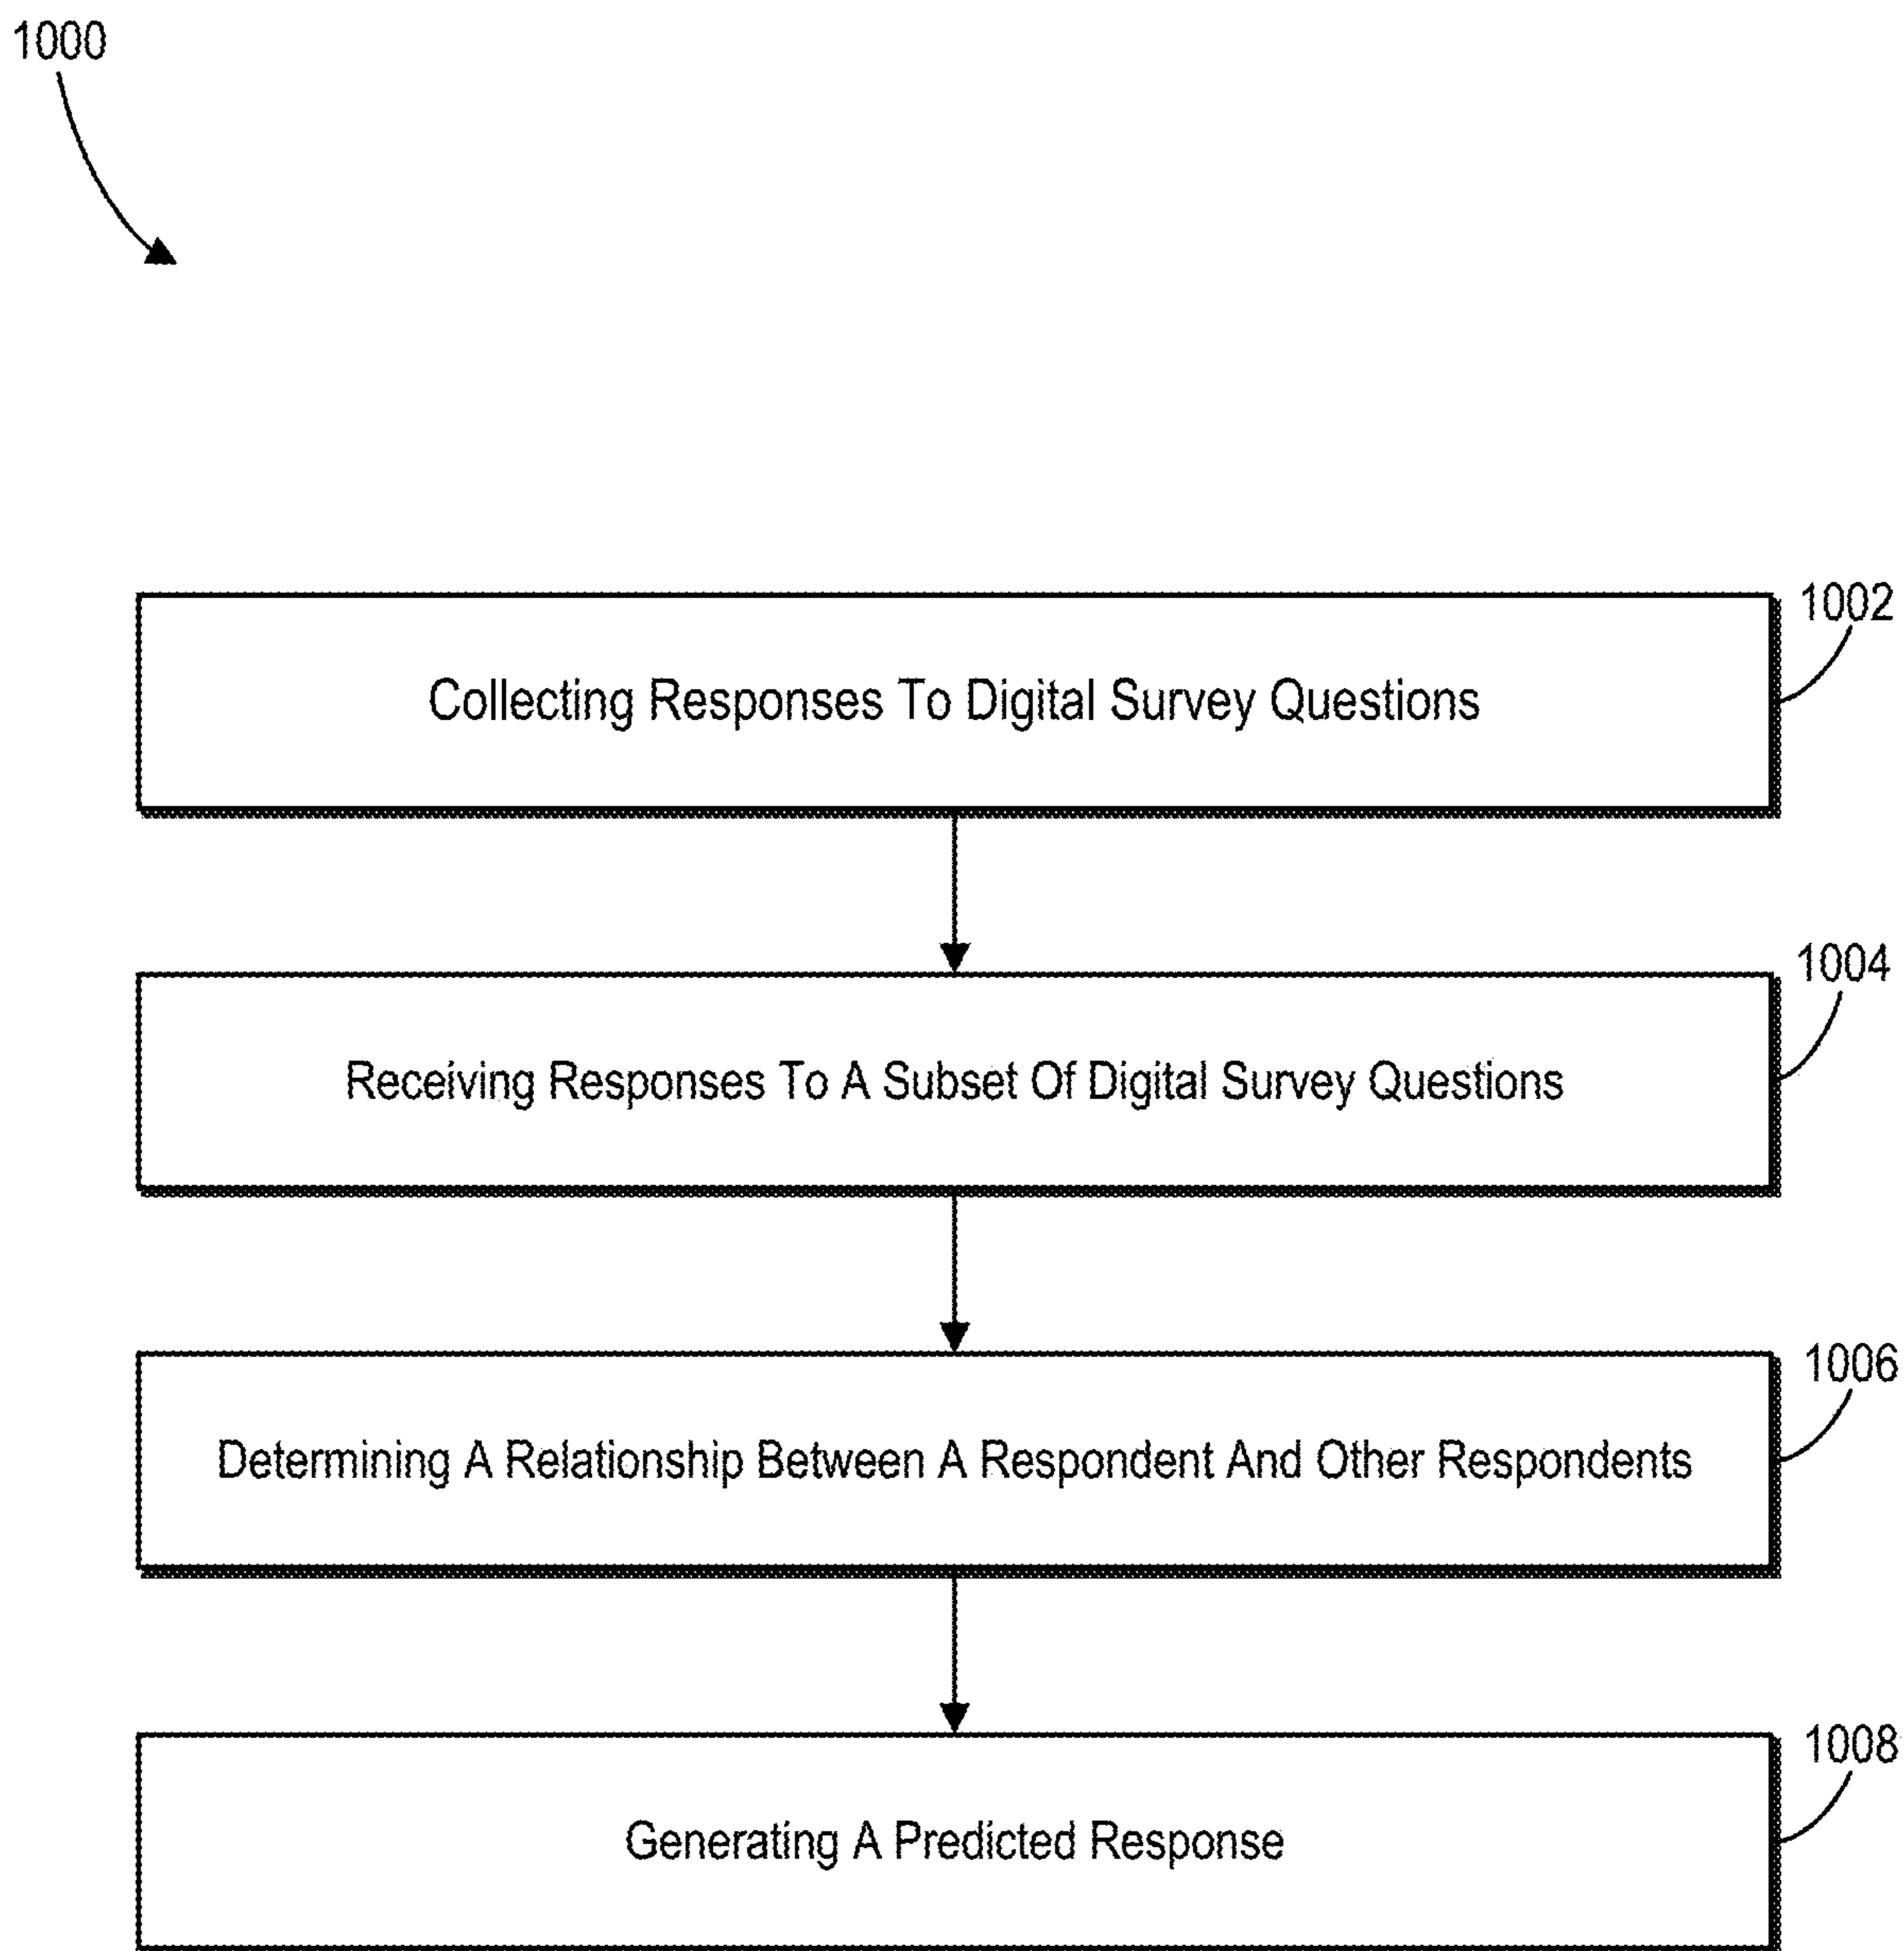 1000
1002
Collecting Responses To Digital Survey Questions
1004
Receiving Responses To A Subset Of Digital Survey Questions
1006
Determining A Relationship Between A Respondent And Other Respondents
1008
Generating A Predicted Response